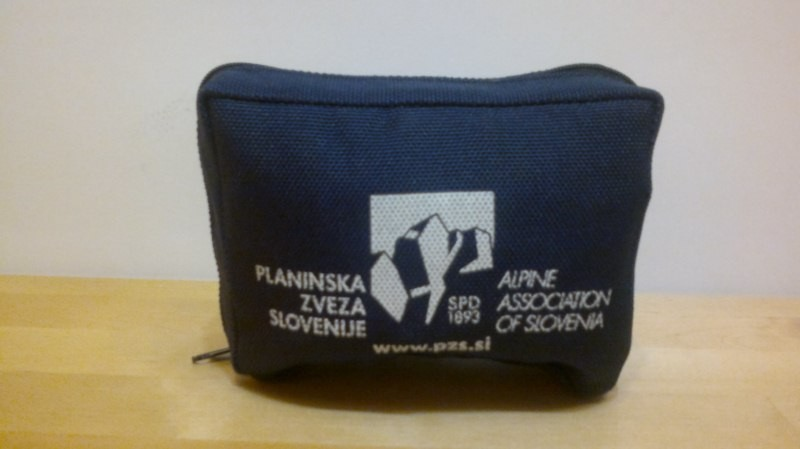 PLANINSKA
ZVEZA
SLOVENIJE
SPD
1893
ALPINE
ASSOCIATION
OF SLOVENIA
www.pzs.si